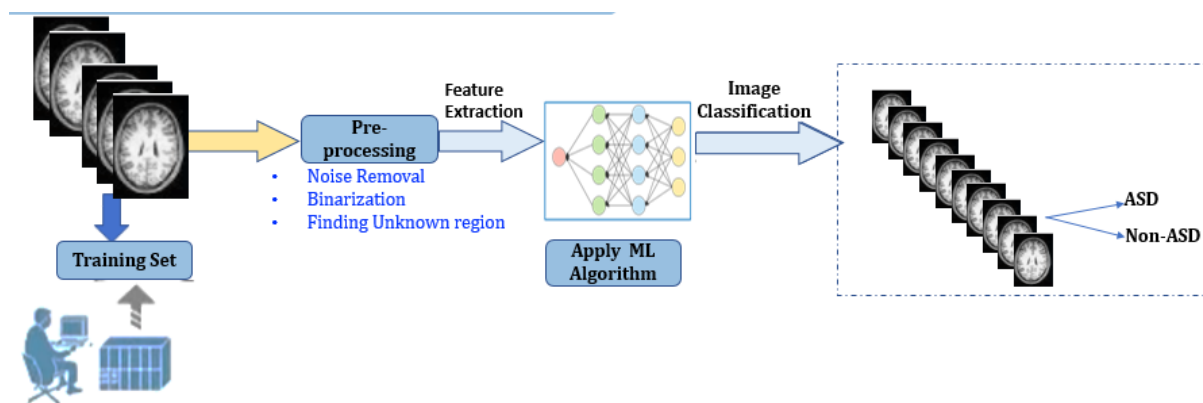 Feature
Extraction
Image
Classification
Pre-
processing
• Noise Removal
• Binarization
• Finding Unknown region
Training Set
Apply ML
Algorithm
ASD
Non-ASD